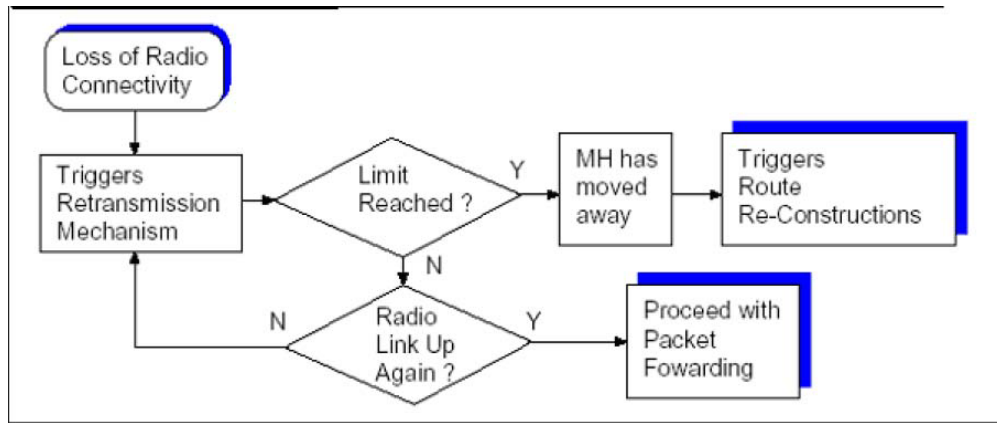 Loss of Radio
Connectivity
Triggers
Retransmission
Mechanism
Limit
Reached ?
Y
MH has
moved
away
Triggers
Route
Re-Constructions
N
Radio
Link Up
Again ?
N
Y
Proceed with
Packet
Fowarding